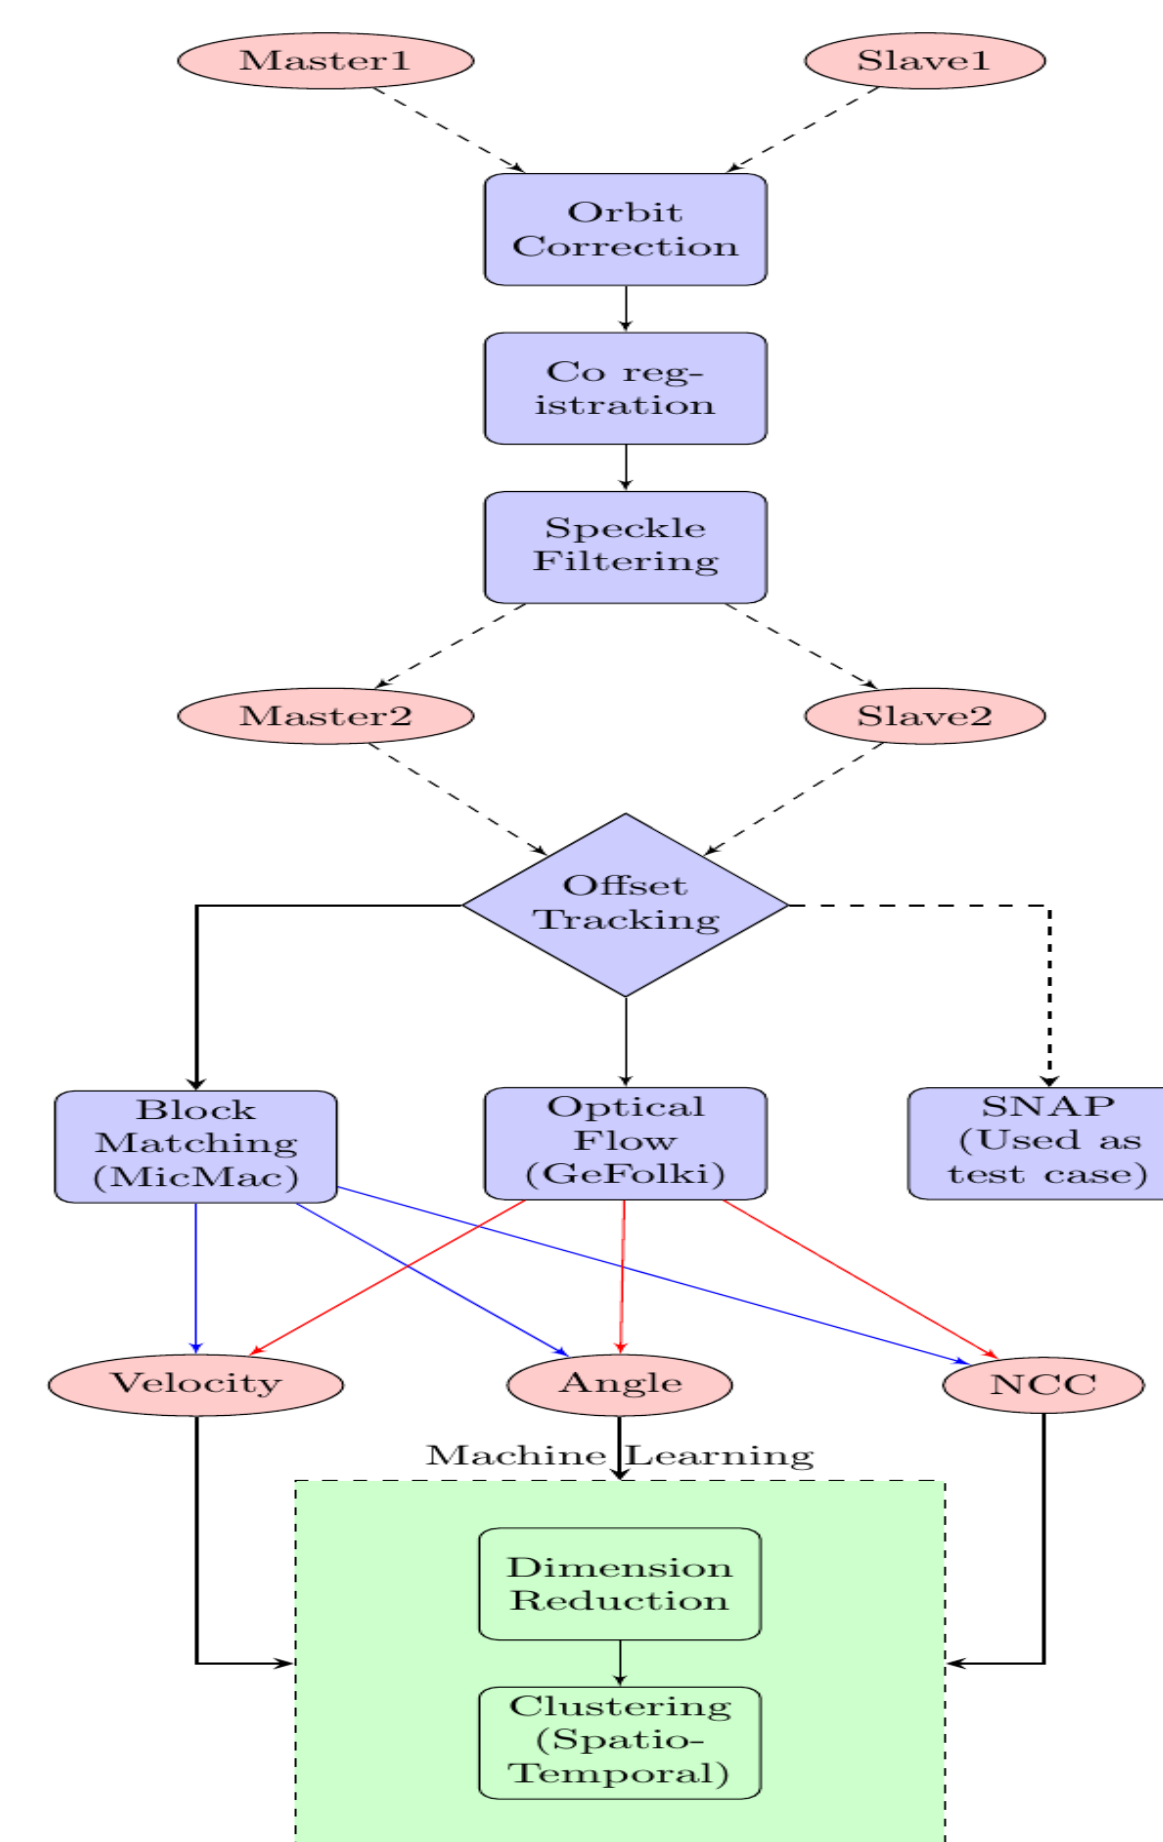 Master1
Slave1
Orbit
Correction
Co reg-
istration
Speckle
Filtering
Master2
Slave2
Offset
Tracking
Block
Matching
(MicMac)
Optical
Flow
(GeFolki)
SNAP
(Used as
test case)
Velocity
Angle
NCC
Machine Learning
Dimension
Reduction
Clustering
(Spatio-
Temporal)